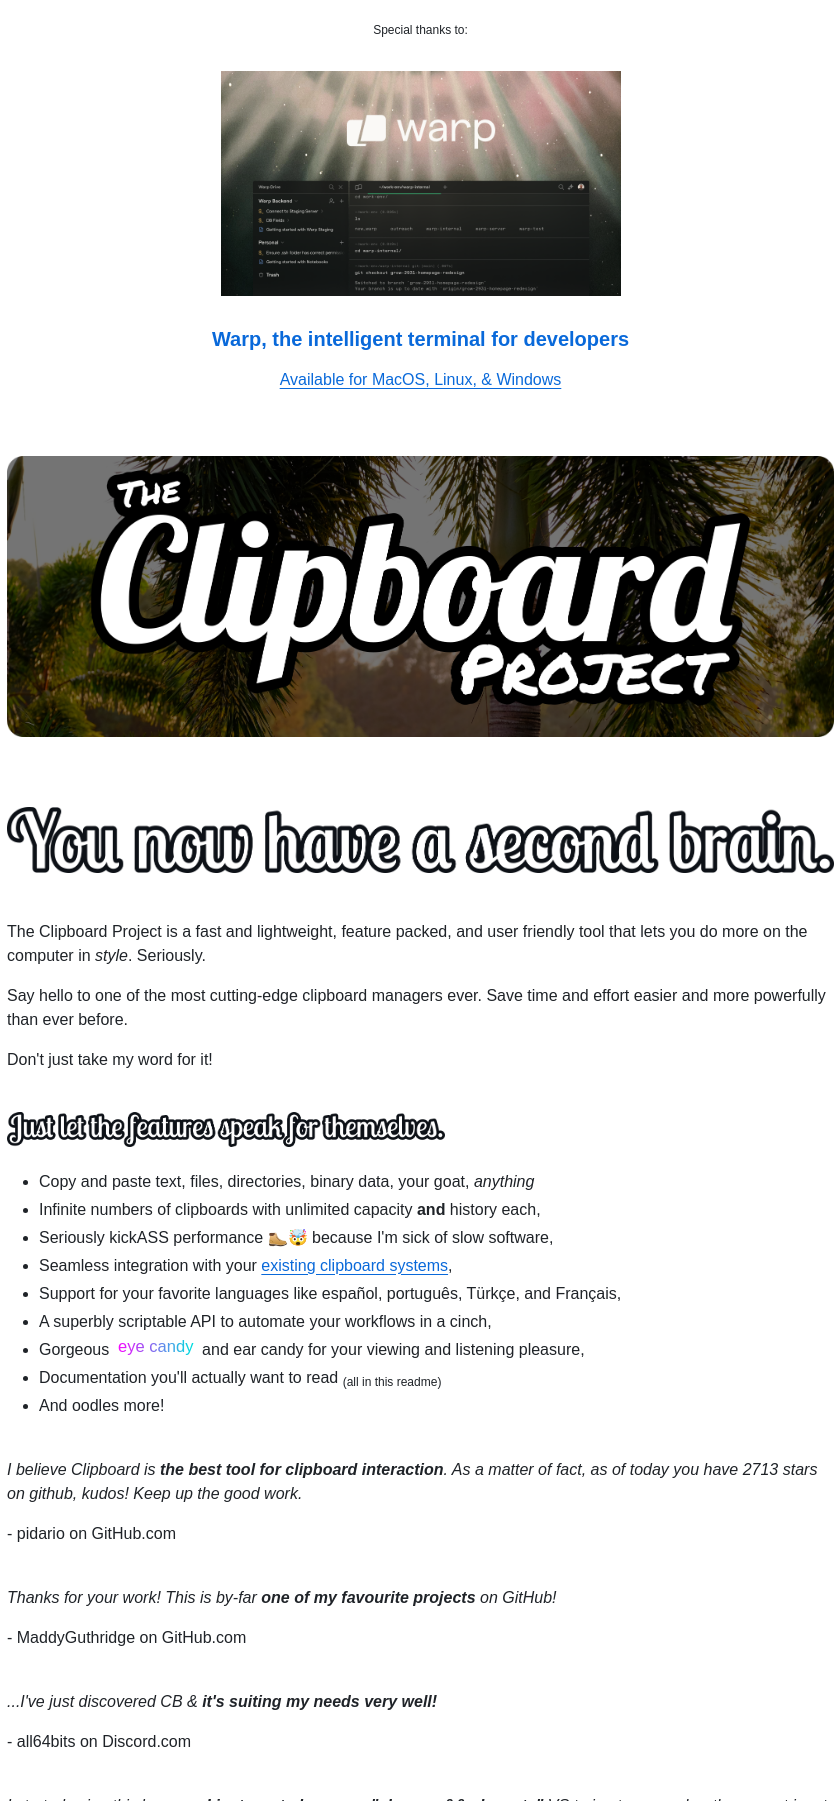 Special thanks to:
warp
Warp Drive
Warp Backend
Connect to Staging Server
DB Fields
Getting started with Warp Staging
Personal
Getting started with Notebooks
Trash
ls
cd warp-internal/
git checkout grow-2931-homepage-redesign
Warp, the intelligent terminal for developers
Available for MacOS, Linux, & Windows
THE
Clipboard
PROJECT
You now have a second brain.
The Clipboard Project is a fast and lightweight, feature packed, and user friendly tool that lets you do more on the
computer in style. Seriously.
Say hello to one of the most cutting-edge clipboard managers ever. Save time and effort easier and more powerfully
than ever before.
Don't just take my word for it!
Just let the features speak for themselves.
• Copy and paste text, files, directories, binary data, your goat, anything
• Infinite numbers of clipboards with unlimited capacity and history each,
• Seriously kickASS performance 🥾🤯 because I'm sick of slow software,
• Seamless integration with your existing clipboard systems,
• Support for your favorite languages like español, português, Türkçe, and Français,
• A superbly scriptable API to automate your workflows in a cinch,
• Gorgeous eye candy and ear candy for your viewing and listening pleasure,
• Documentation you'll actually want to read (all in this readme)
• And oodles more!
I believe Clipboard is the best tool for clipboard interaction. As a matter of fact, as of today you have 2713 stars
on github, kudos! Keep up the good work.
- pidario on GitHub.com
Thanks for your work! This is by-far one of my favourite projects on GitHub!
- MaddyGuthridge on GitHub.com
...I've just discovered CB & it's suiting my needs very well!
- all64bits on Discord.com